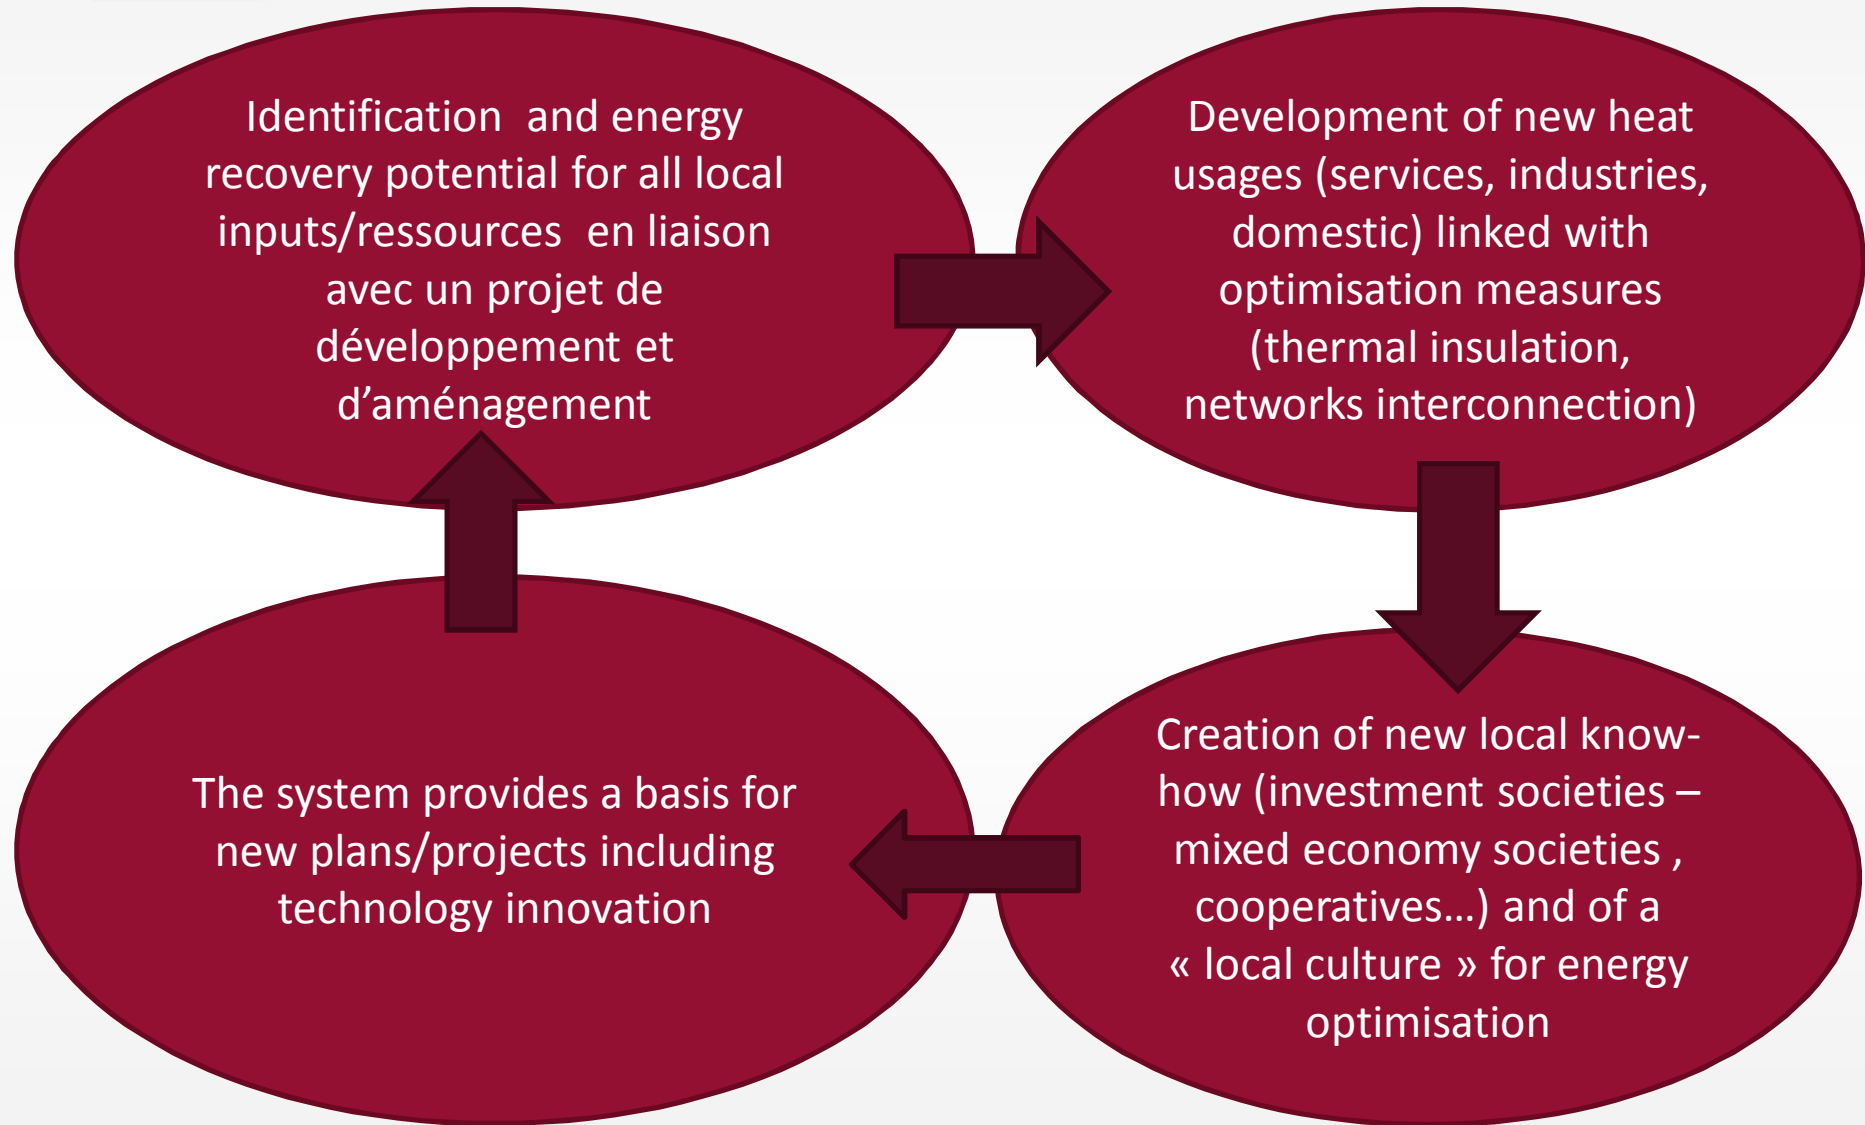 Identification and energy
recovery potential for all local
inputs/ressources en liaison
avec un projet de
développement et
d’aménagement
Development of new heat
usages (services, industries,
domestic) linked with
optimisation measures
(thermal insulation,
networks interconnection)
The system provides a basis for
new plans/projects including
technology innovation
Creation of new local know-
how (investment societies –
mixed economy societies ,
cooperatives...) and of a
« local culture » for energy
optimisation